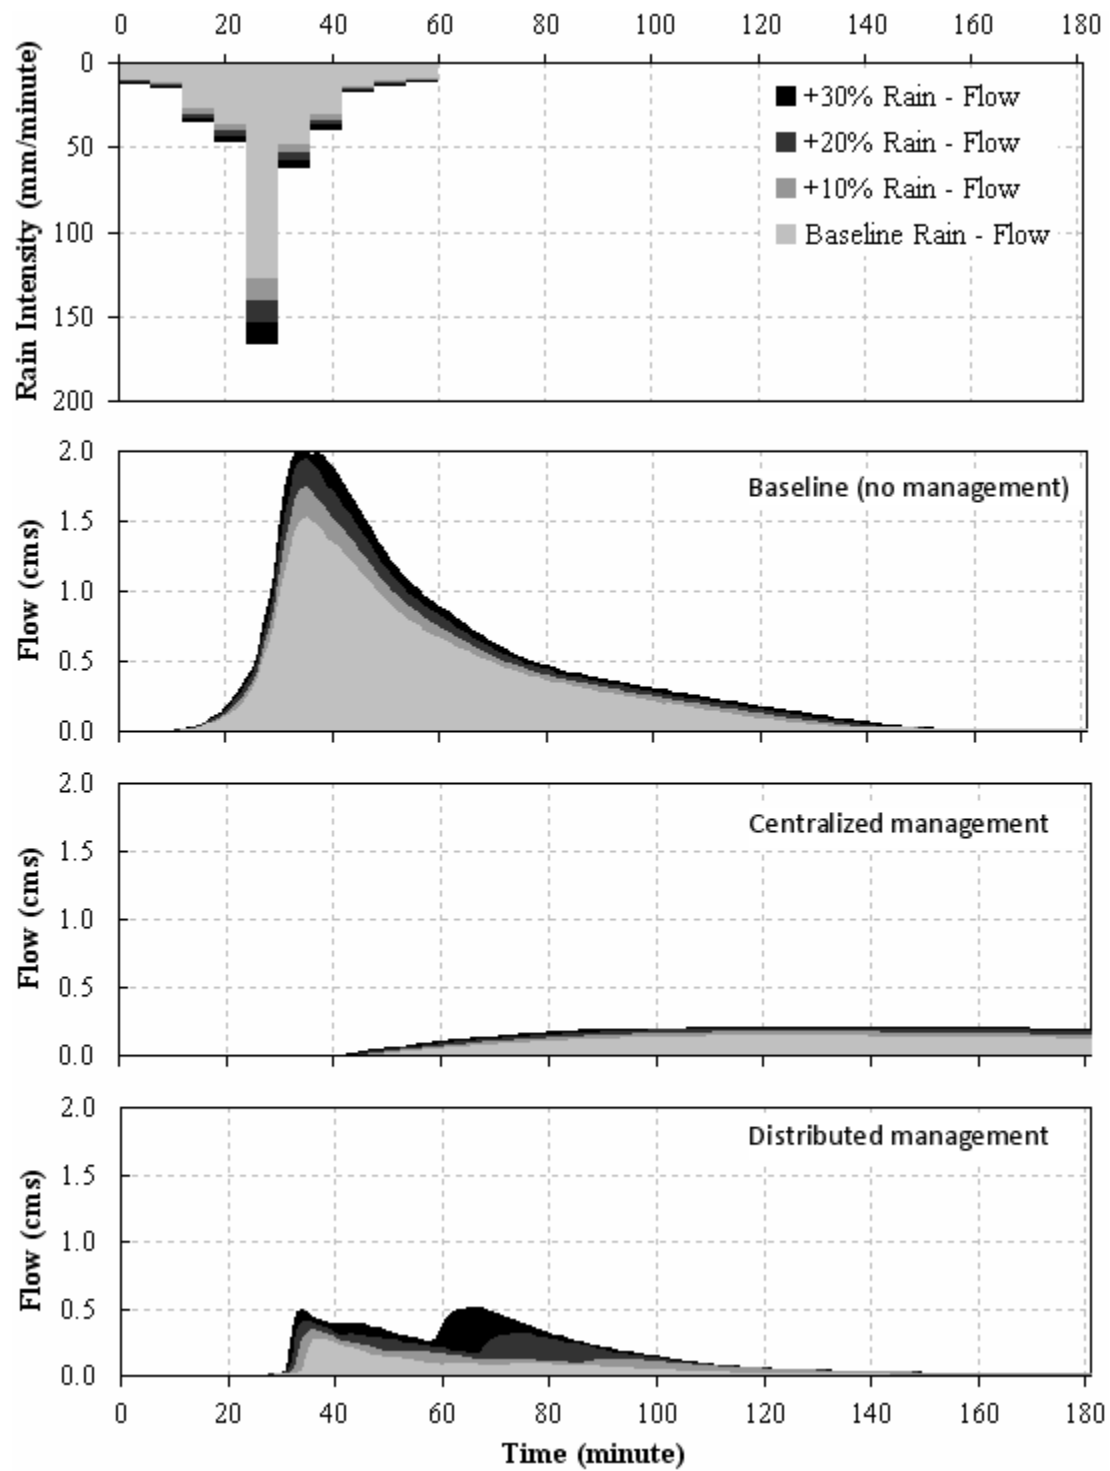 0 20 40 60 80 100 120 140 160 180
Rain Intensity (mm/minute)
0
50
100
150
200
+30% Rain - Flow
+20% Rain - Flow
+10% Rain - Flow
Baseline Rain - Flow
Flow (cms)
2.0
1.5
1.0
0.5
0.0
Baseline (no management)
Flow (cms)
2.0
1.5
1.0
0.5
0.0
Centralized management
Flow (cms)
2.0
1.5
1.0
0.5
0.0
Distributed management
0 20 40 60 80 100 120 140 160 180
Time (minute)